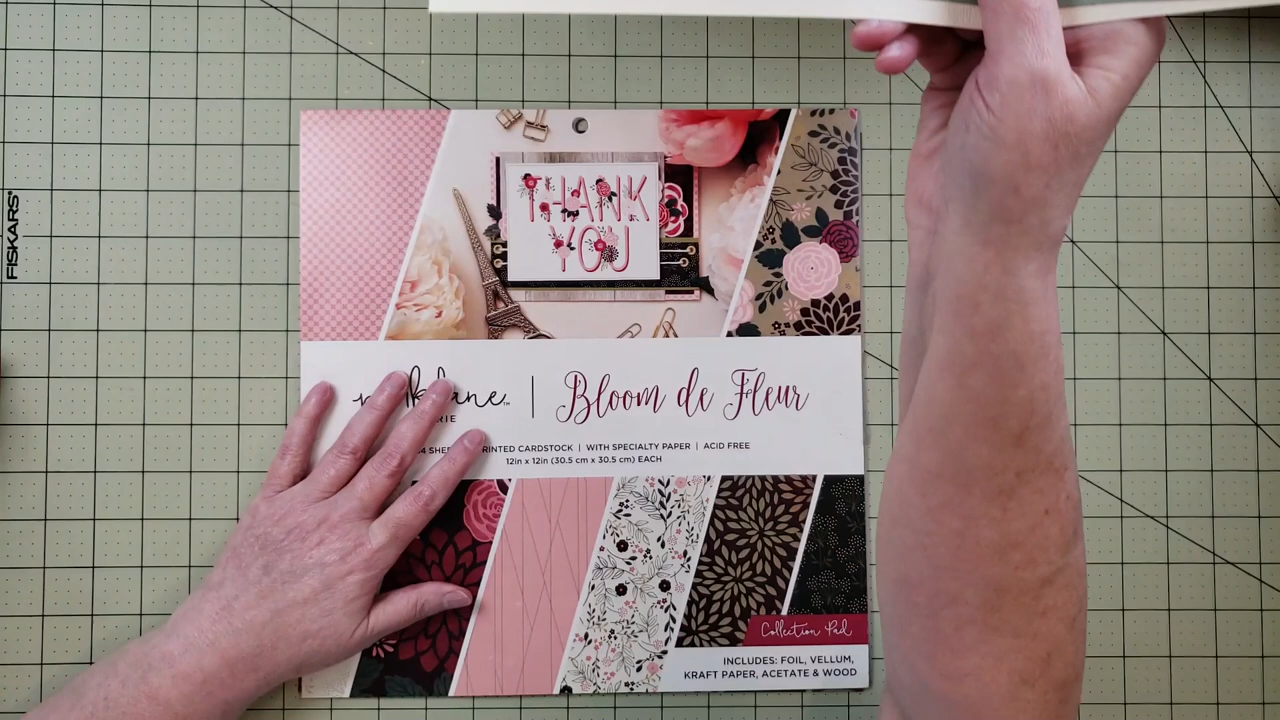 FISKARS®
THANK
YOU
Bloom de Fleur
PRINTED CARDSTOCK | WITH SPECIALTY PAPER | ACID FREE
12in x 12in (30.5 cm x 30.5 cm) EACH
Collection Pad
INCLUDES: FOIL, VELLUM,
KRAFT PAPER, ACETATE & WOOD